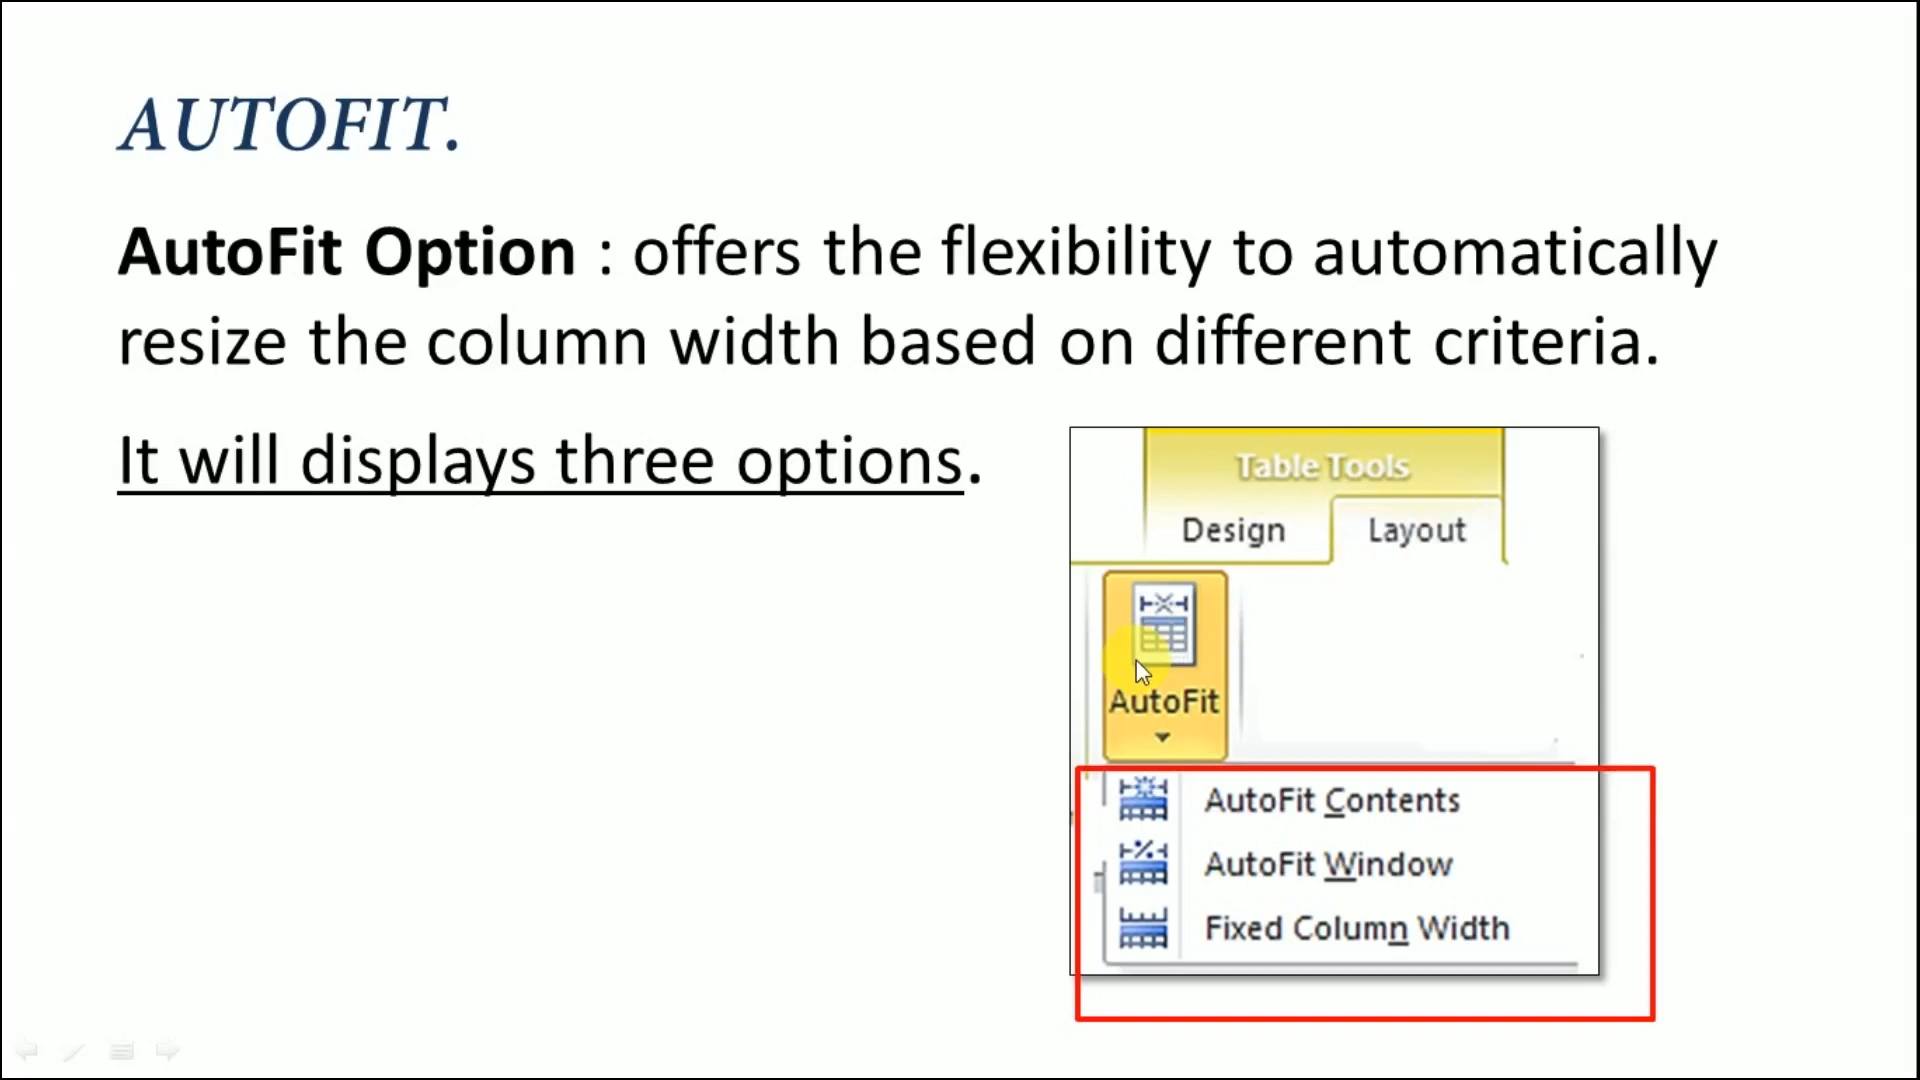 AUTOFIT.
AutoFit Option : offers the flexibility to automatically
resize the column width based on different criteria.
It will displays three options.
Table Tools
Design Layout
AutoFit
AutoFit Contents
AutoFit Window
Fixed Column Width